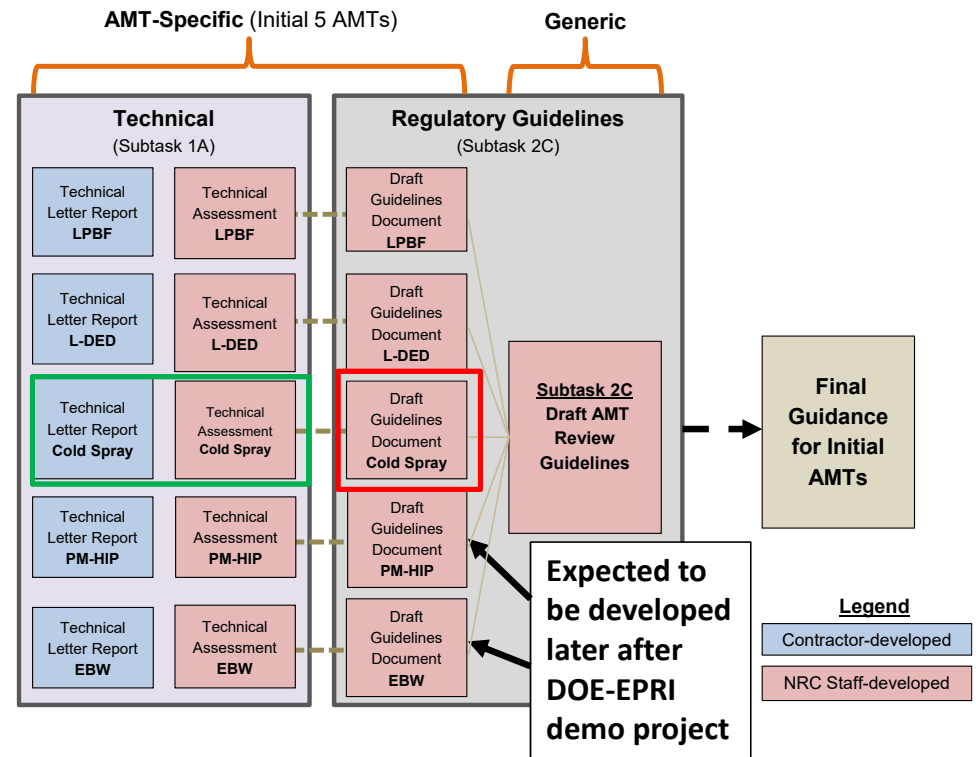 AMT-Specific (Initial 5 AMTs)
Generic
Technical
(Subtask 1A)
Regulatory Guidelines
(Subtask 2C)
Technical
Letter Report
LPBF
Technical
Assessment
LPBF
Draft
Guidelines
Document
LPBF
Technical
Letter Report
L-DED
Technical
Assessment
L-DED
Draft
Guidelines
Document
L-DED
Technical
Letter Report
Cold Spray
Technical
Assessment
Cold Spray
Draft
Guidelines
Document
Cold Spray
Technical
Letter Report
PM-HIP
Technical
Assessment
PM-HIP
Draft
Guidelines
Document
PM-HIP
Technical
Letter Report
EBW
Technical
Assessment
EBW
Draft
Guidelines
Document
EBW
Subtask 2C
Draft AMT
Review
Guidelines
Final
Guidance
for Initial
AMTs
Expected to
be developed
later after
DOE-EPRI
demo project
Legend
Contractor-developed
NRC Staff-developed